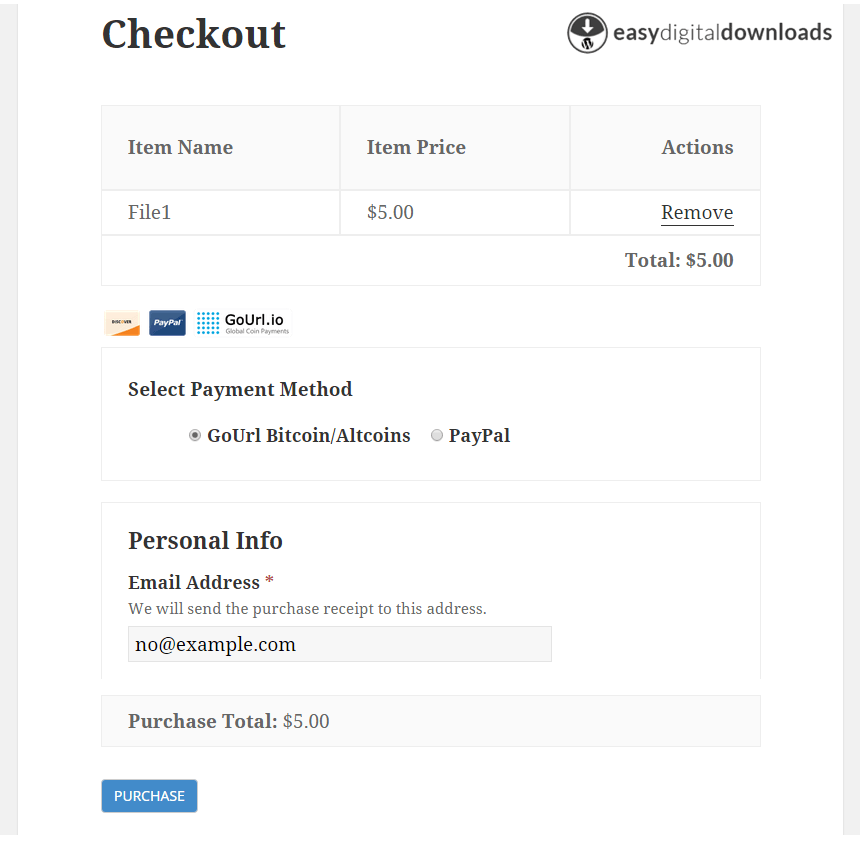 Checkout
easydigitaldownloads
Item Name Item Price Actions
File1 $5.00 Remove
Total: $5.00
DISCOVER PayPal GoUrl.io
Global Coin Payments
Select Payment Method
GoUrl Bitcoin/Altcoins PayPal
Personal Info
Email Address *
We will send the purchase receipt to this address.
no@example.com
Purchase Total: $5.00
PURCHASE